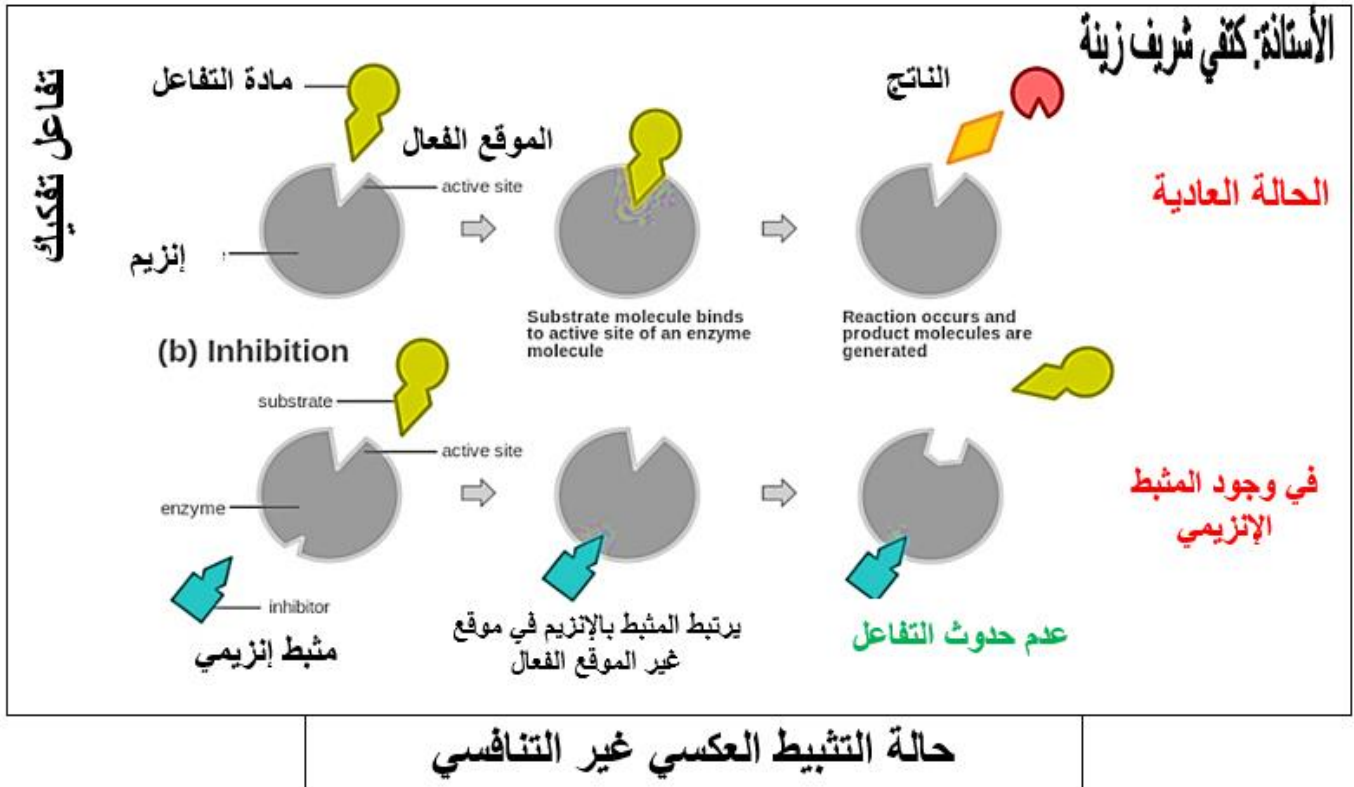 الأستاذة: كتفي شريف زينة
تفاعل تفكيك
مادة التفاعل
الموقع الفعال
active site
إنزيم
الناتج
الحالة العادية
Substrate molecule binds
to active site of an enzyme
molecule
Reaction occurs and
product molecules are
generated
(b) Inhibition
substrate
active site
enzyme
inhibitor
مثبط إنزيمي
يرتبط المثبط بالإنزيم في موقع
غير الموقع الفعال
عدم حدوث التفاعل
في وجود المثبط
الإنزيمي
حالة التثبيط العكسي غير التنافسي